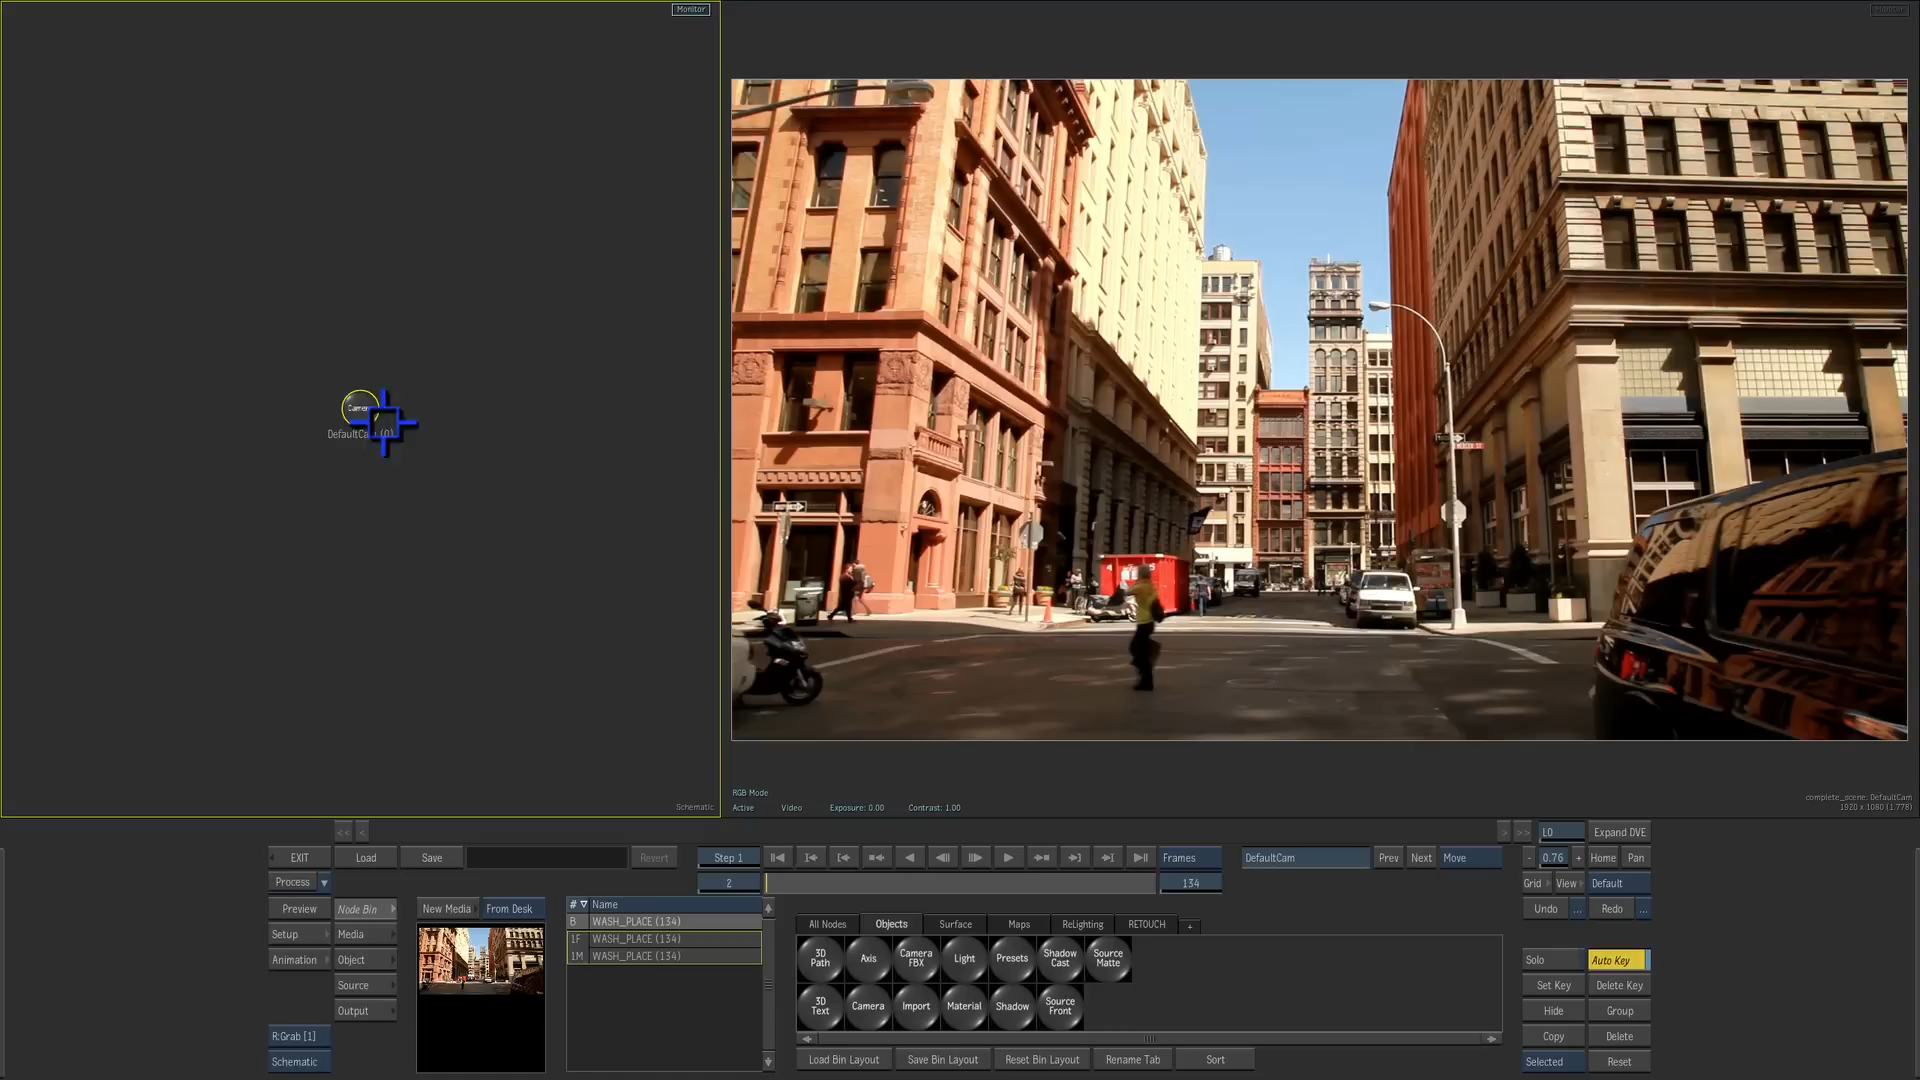 Monitor
Monitor
Camer
DefaultCa (0)
Schematic
RGB Mode
Active Video Exposure: 0.00 Contrast: 1.00
complete_scene: DefaultCam
1920 x 1080 (1.778)
<< < > >> L0 Expand DVE
EXIT Load Save Revert Step 1 Frames DefaultCam Prev Next Move - 0.76 + Home Pan
Process 2 134 Grid View Default
Preview Node Bin New Media From Desk # Name Undo ... Redo ...
B WASH_PLACE (134)
Setup Media 1F WASH_PLACE (134)
Animation Object 1M WASH_PLACE (134)
Source
Output
R:Grab [1]
Schematic
All Nodes Objects Surface Maps Relighting RETOUCH +
3D Path Axis Camera FBX Light Presets Shadow Cast Source Matte
3D Text Camera Import Material Shadow Source Front
Load Bin Layout Save Bin Layout Reset Bin Layout Rename Tab Sort
Solo Auto Key
Set Key Delete Key
Hide Group
Copy Delete
Selected Reset